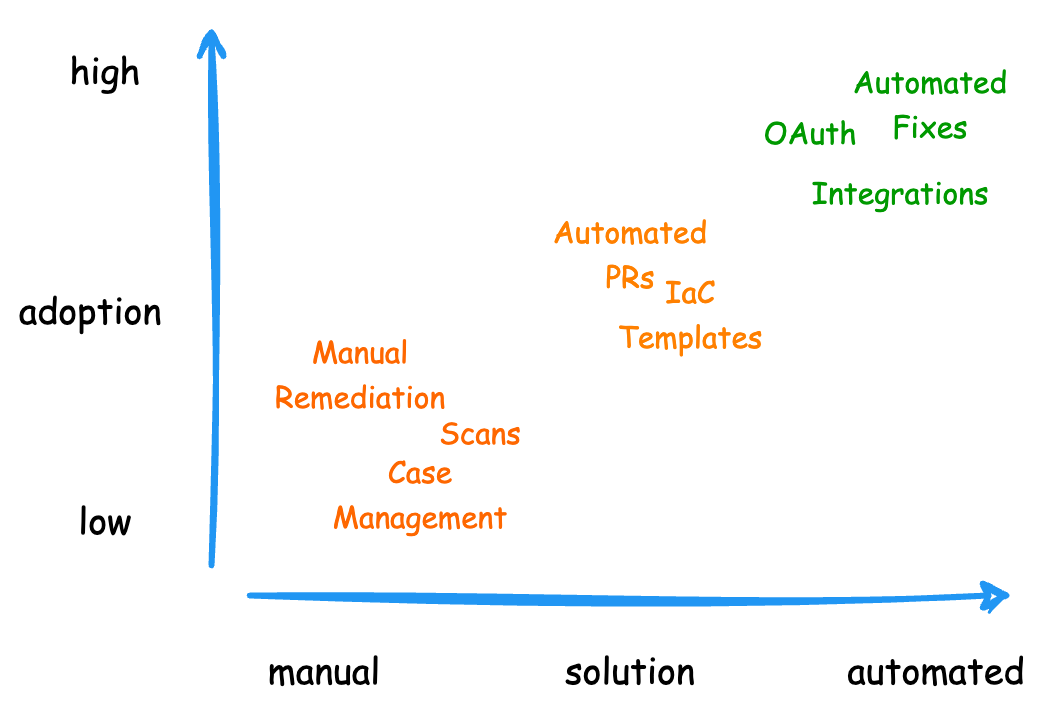 high
Automated
OAuth Fixes
Integrations
Automated
PRs IaC
Templates
adoption
Manual
Remediation
Scans
Case
Management
low
manual solution automated